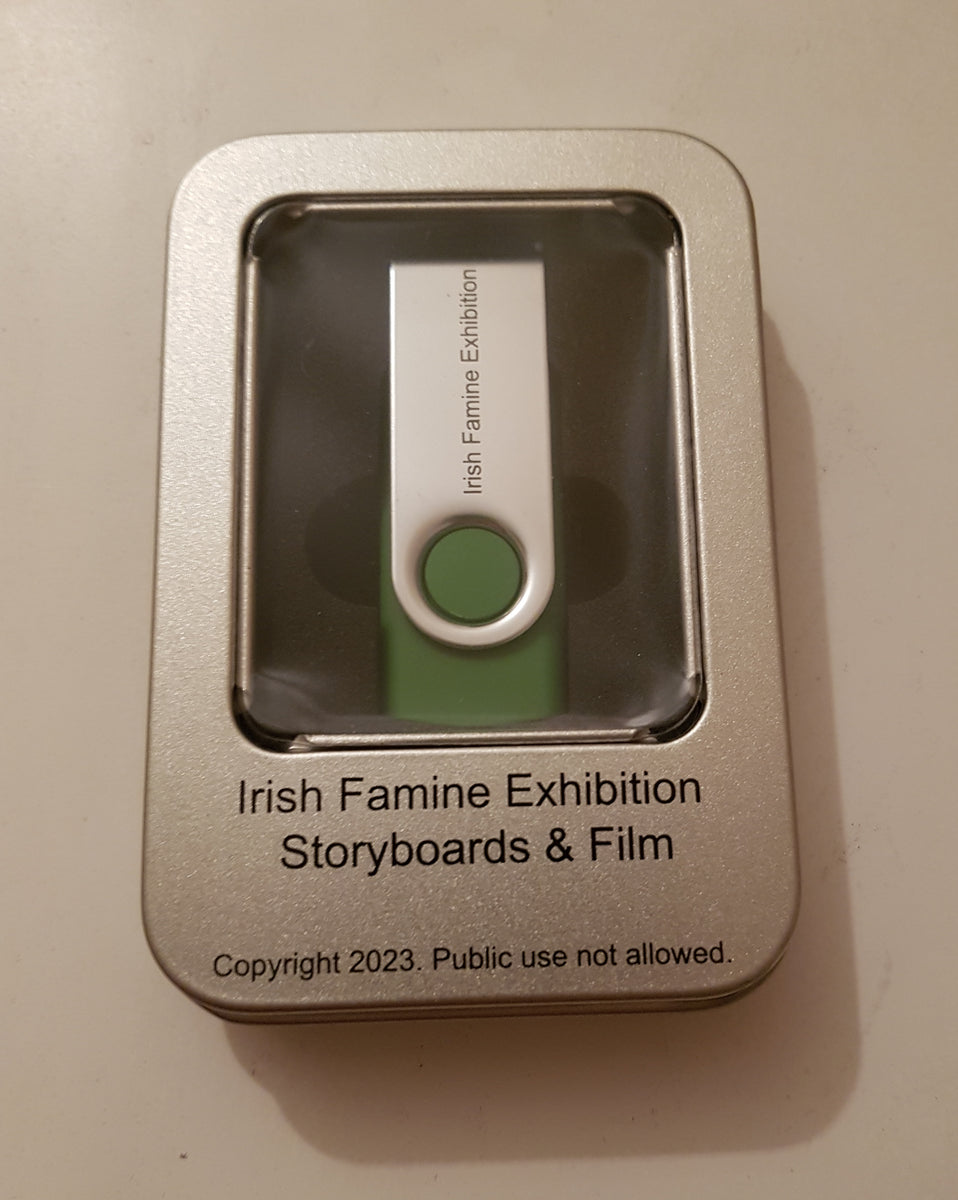 Irish Famine Exhibition
Irish Famine Exhibition
Storyboards & Film
Copyright 2023. Public use not allowed.